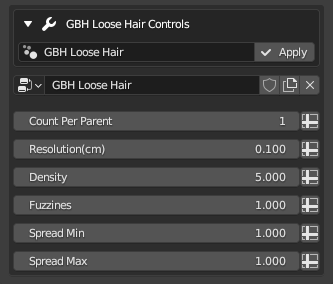 GBH Loose Hair Controls
GBH Loose Hair Apply
GBH Loose Hair
Count Per Parent 1
Resolution(cm) 0.100
Density 5.000
Fuzzines 1.000
Spread Min 1.000
Spread Max 1.000